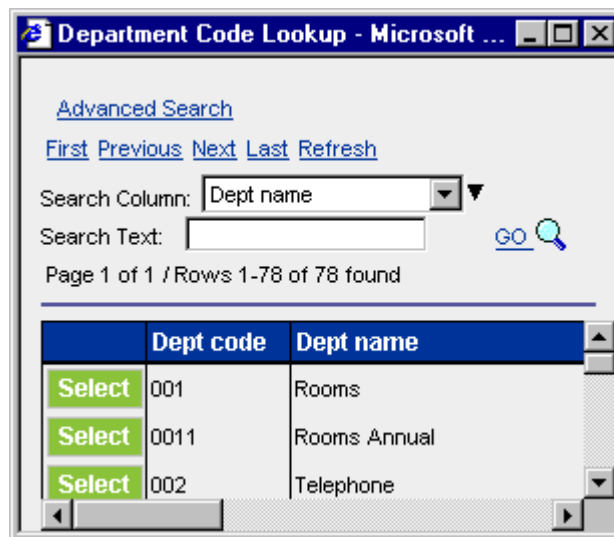 Department Code Lookup - Microsoft ...
Advanced Search
First Previous Next Last Refresh
Search Column: Dept name
Search Text: GO
Page 1 of 1 / Rows 1-78 of 78 found
Dept code Dept name
Select 001 Rooms
Select 0011 Rooms Annual
Select 002 Telephone